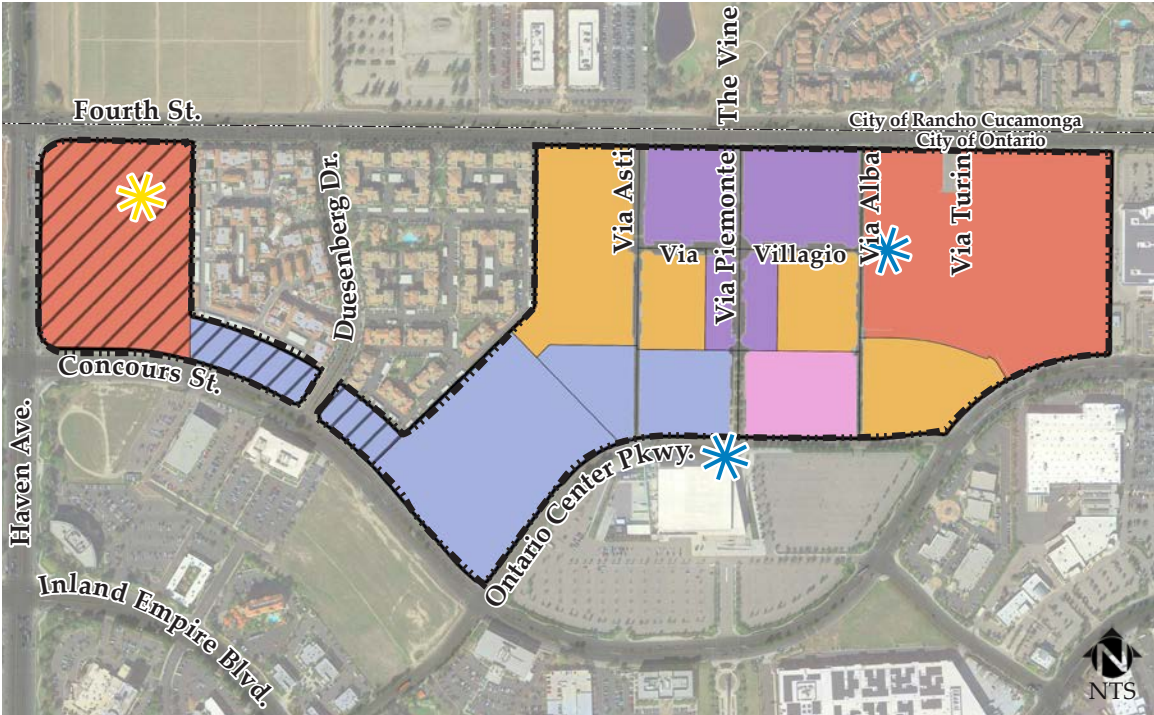 The Vine
Fourth St.
City of Rancho Cucamonga
City of Ontario
Duesenberg Dr.
Via Asti
Via Piemonte
Via Alba
Via Turin
Via Villagio
Concours St.
Haven Ave.
Ontario Center Pkwy.
Inland Empire Blvd.
N
NTS